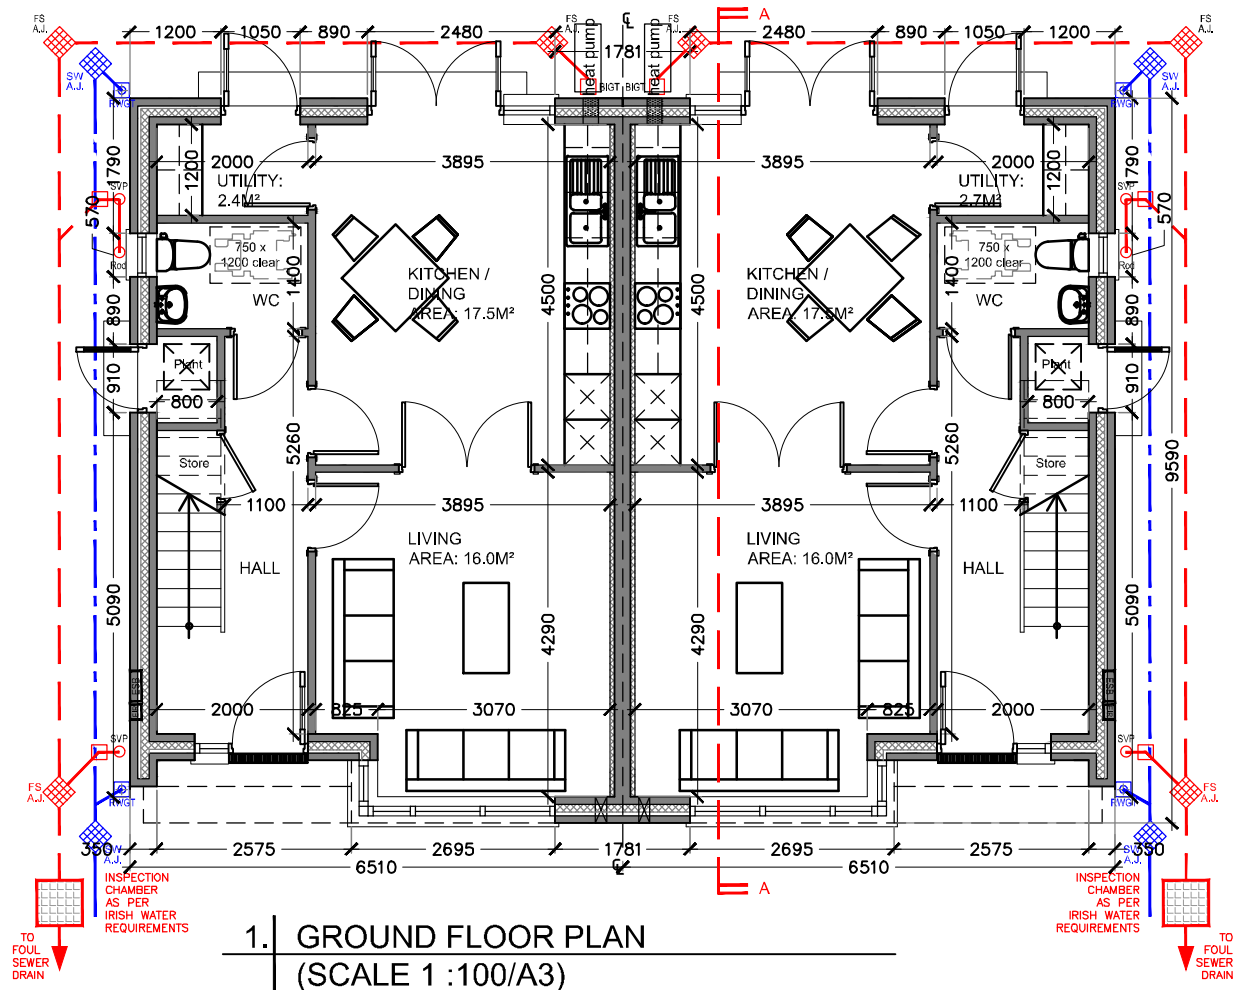 FS
A.J.
1200
1050
890
2480
℄
1781
A
2480
890
1050
1200
FS
A.J.
SW
A.J.
RWGT
heat pump
BIGT
BIGT
heat pump
SW
A.J.
RWGT
1790
2000
1200
UTILITY:
2.4M²
3895
3895
2000
1200
UTILITY:
2.7M²
1790
SVP
570
Rod
750 x
1200 clear
1400
WC
KITCHEN /
DINING
AREA: 17.5M²
4500
4500
KITCHEN /
DINING
AREA: 17.5M²
750 x
1200 clear
1400
WC
SVP
570
Rod
890
910
Plant
800
Plant
800
890
910
Store
5260
1100
3895
3895
5260
1100
Store
9590
HALL
LIVING
AREA: 16.0M²
LIVING
AREA: 16.0M²
HALL
5090
4290
4290
5090
ESB
2000
825
3070
3070
825
2000
ESB
SVP
SVP
FS
A.J.
RWGT
FS
A.J.
RWGT
SW
A.J.
350
2575
2695
1781
2695
2575
350
SW
A.J.
6510
℄
6510
A
INSPECTION
CHAMBER
AS PER
IRISH WATER
REQUIREMENTS
INSPECTION
CHAMBER
AS PER
IRISH WATER
REQUIREMENTS
TO
FOUL
SEWER
DRAIN
TO
FOUL
SEWER
DRAIN
1. GROUND FLOOR PLAN
(SCALE 1 :100/A3)